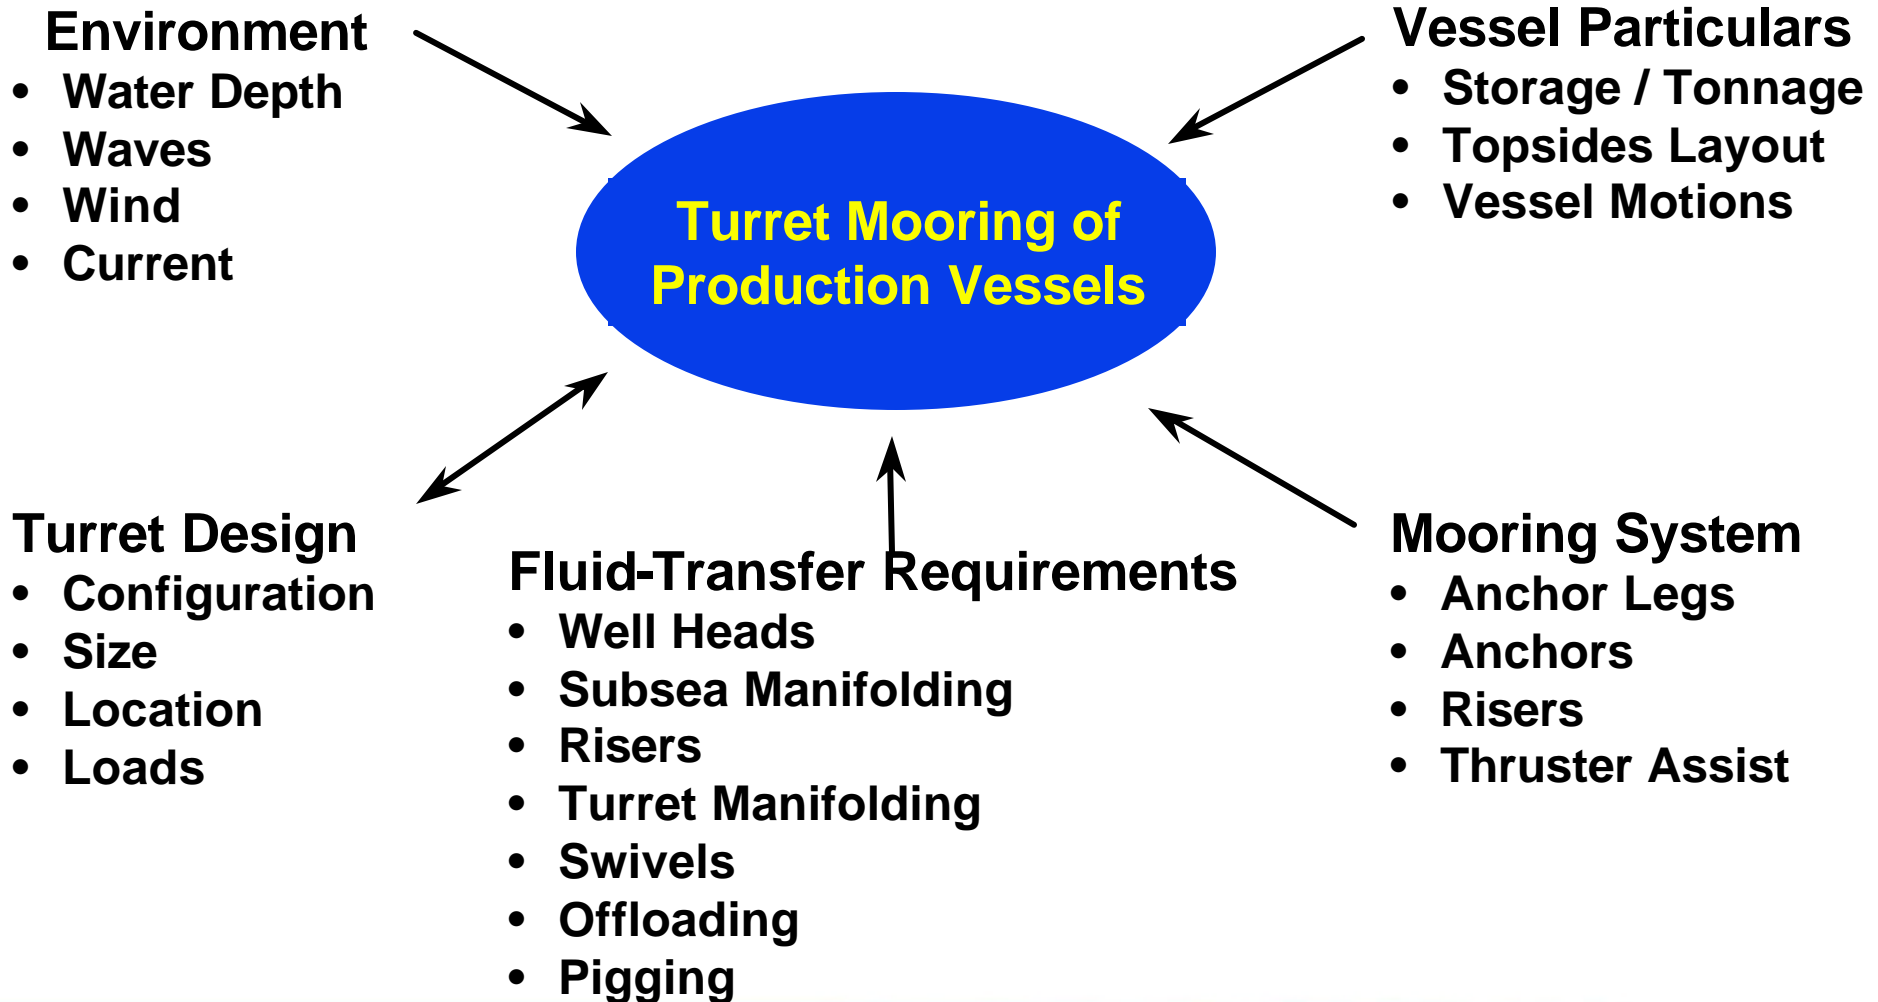 Environment
• Water Depth
• Waves
• Wind
• Current
Vessel Particulars
• Storage / Tonnage
• Topsides Layout
• Vessel Motions
Turret Mooring of
Production Vessels
Turret Design
• Configuration
• Size
• Location
• Loads
Fluid-Transfer Requirements
• Well Heads
• Subsea Manifolding
• Risers
• Turret Manifolding
• Swivels
• Offloading
• Pigging
Mooring System
• Anchor Legs
• Anchors
• Risers
• Thruster Assist